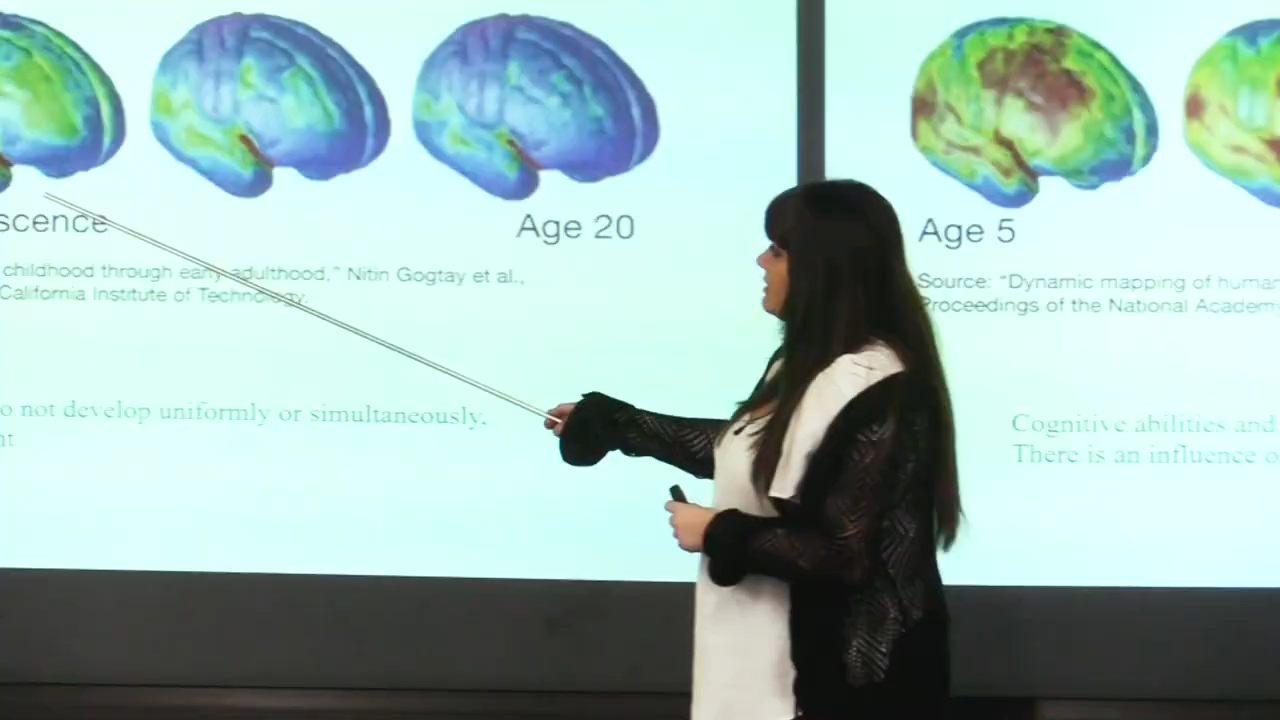 scence
Age 20
childhood through early adulthood," Nitin Gogtay et al.,
California Institute of Technology.
o not develop uniformly or simultaneously,
nt
Age 5
Source: "Dynamic mapping of human
Proceedings of the National Academ
Cognitive abilities and
There is an influence o